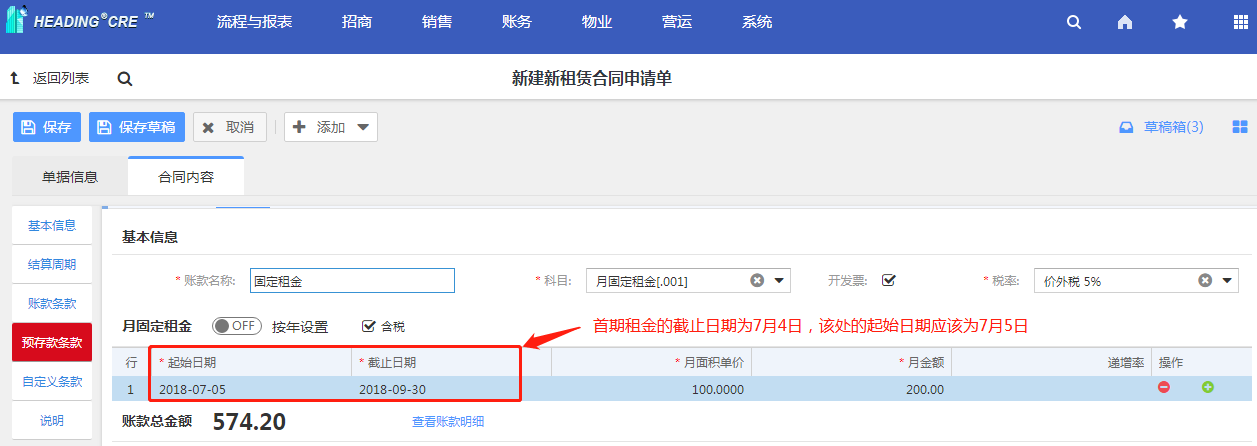 HEADING®CRE ™ 流程与报表 招商 销售 账务 物业 营运 系统
返回列表 新建新租赁合同申请单
保存 保存草稿 取消 添加 草稿箱(3)
单据信息 合同内容
基本信息
结算周期
账款条款
预存款条款
自定义条款
说明
基本信息
* 账款名称: 固定租金 * 科目: 月固定租金[.001] 开发票: * 税率: 价外税 5%
月固定租金 OFF 按年设置 含税 首期租金的截止日期为7月4日，该处的起始日期应该为7月5日
行 * 起始日期 * 截止日期 * 月面积单价 * 月金额 递增率 操作
1 2018-07-05 2018-09-30 100.0000 200.00
账款总金额 574.20 查看账款明细